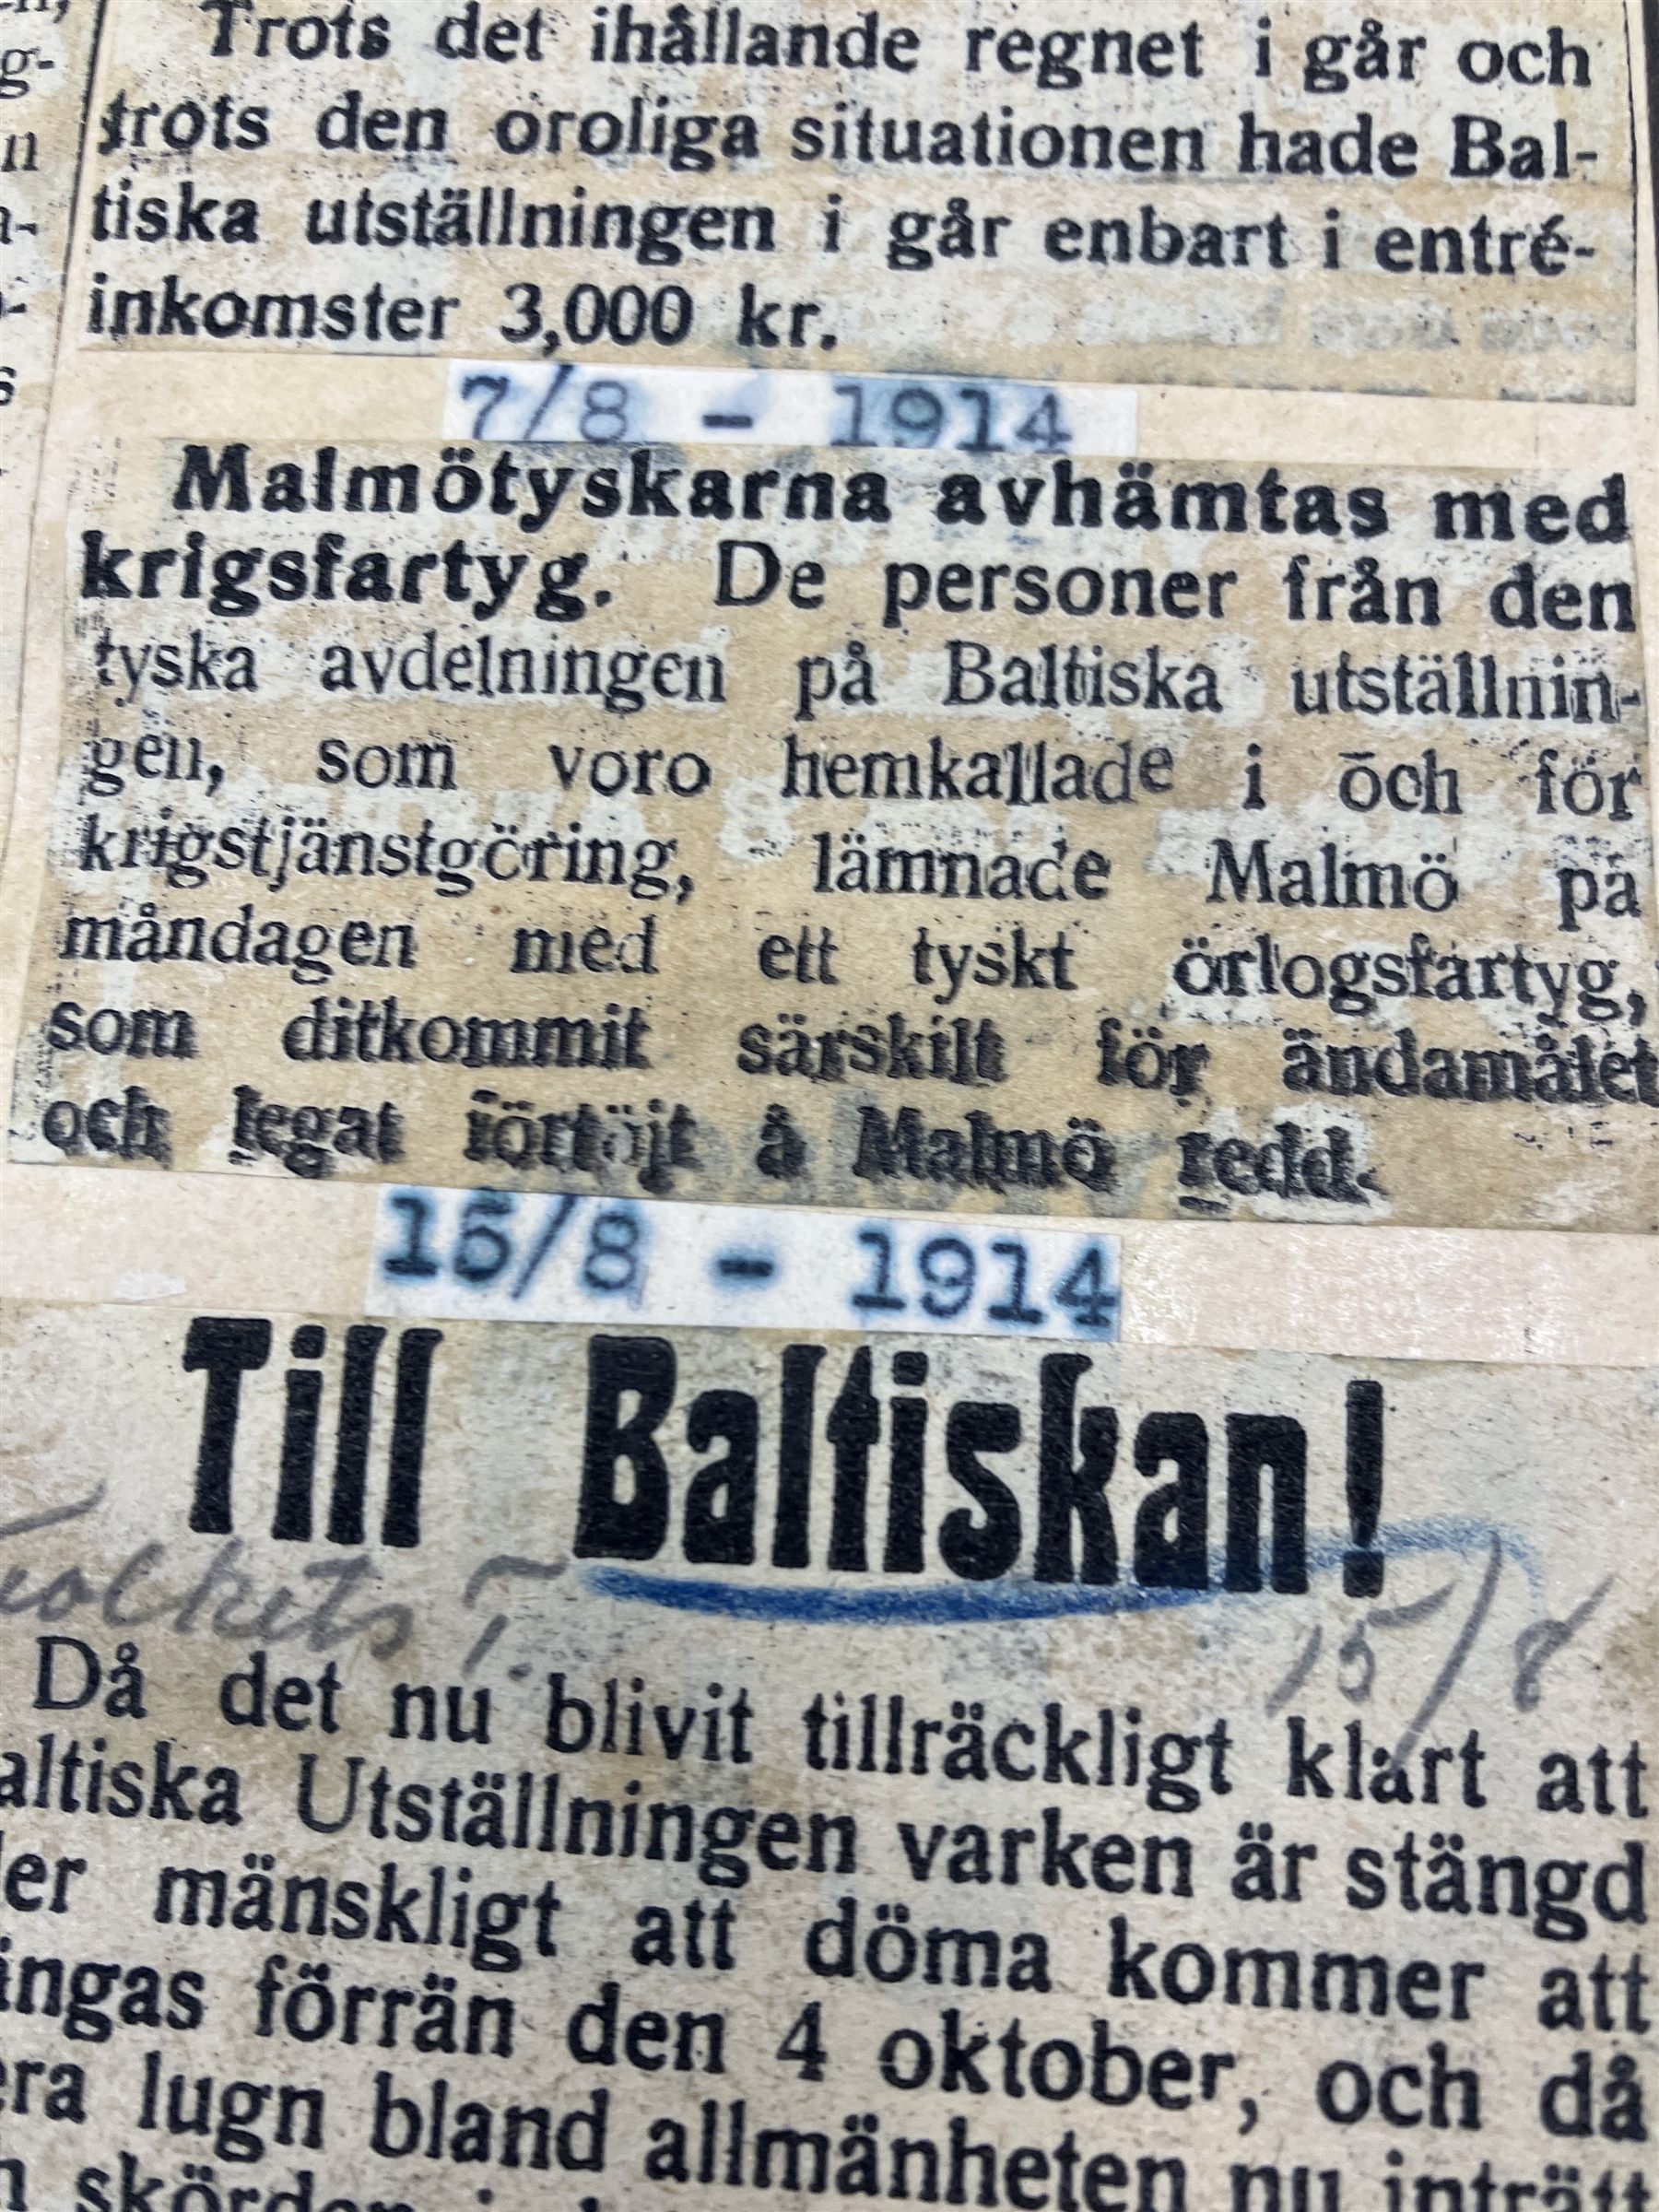 Trots det ihållande regnet i går och
trots den oroliga situationen hade Bal-
tiska utställningen i går enbart i entré-
inkomster 3,000 kr.
7/8 - 1914
Malmötyskarna avhämtas med
krigsfartyg. De personer från den
tyska avdelningen på Baltiska utställnin-
gen, som voro hemkallade i och för
krigstjänstgöring, lämnade Malmö på
måndagen med ett tyskt örlogsfartyg,
som ditkommit särskilt för ändamålet
och legat förtöjt å Malmö redd.
15/8 - 1914
Till Baltiskan!
15/8
Då det nu blivit tillräckligt klart att
altiska Utställningen varken är stängd
ler mänskligt att döma kommer att
ingas förrän den 4 oktober, och då
era lugn bland allmänheten nu inträtt